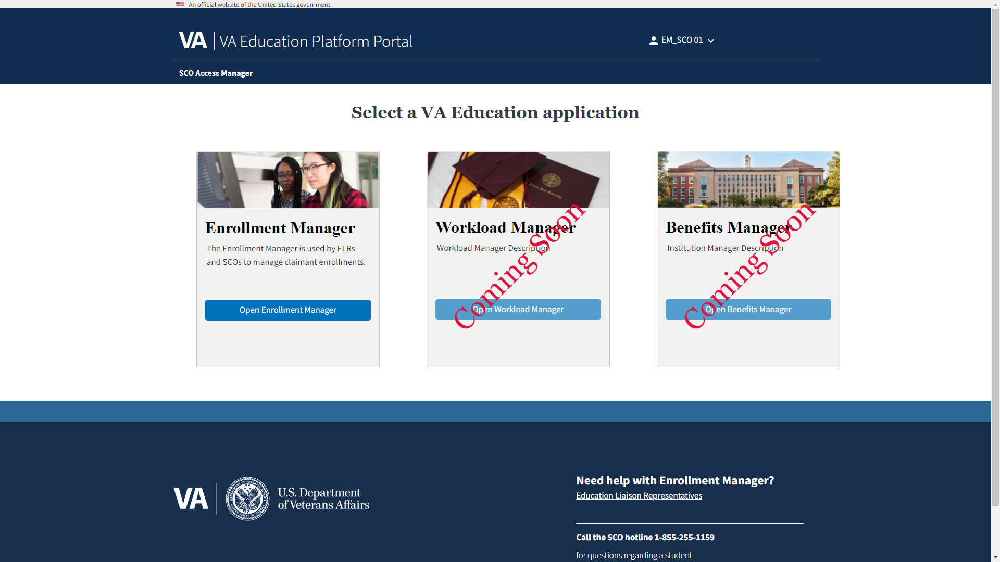 An official website of the United States government
VA | VA Education Platform Portal
EM_SCO 01
SCO Access Manager
Select a VA Education application
Enrollment Manager
The Enrollment Manager is used by ELRs
and SCOs to manage claimant enrollments.
Open Enrollment Manager
Workload Manager
Workload Manager Description
Open Workload Manager
Coming Soon
Benefits Manager
Institution Manager Description
Open Benefits Manager
Coming Soon
VA
U.S. Department
of Veterans Affairs
Need help with Enrollment Manager?
Education Liaison Representatives
Call the SCO hotline 1-855-255-1159
for questions regarding a student